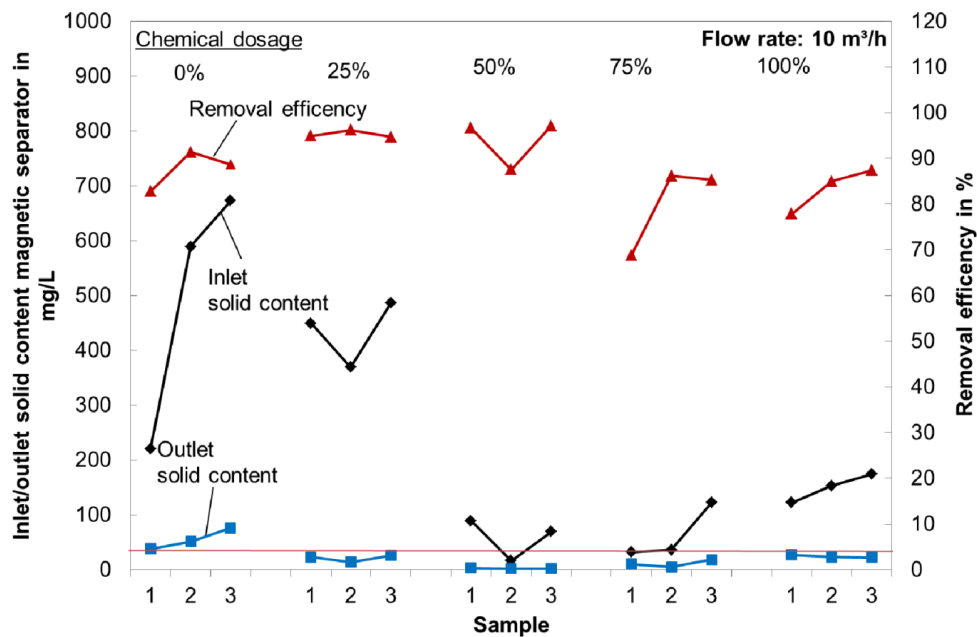 Inlet/outlet solid content magnetic separator in
mg/L
1000
900
800
700
600
500
400
300
200
100
0
Chemical dosage
Flow rate: 10 m³/h
0%
25%
50%
75%
100%
Removal efficency
Inlet
solid content
Outlet
solid content
120
110
100
90
80
70
60
50
40
30
20
10
0
Removal efficency in %
1 2 3 1 2 3 1 2 3 1 2 3 1 2 3
Sample